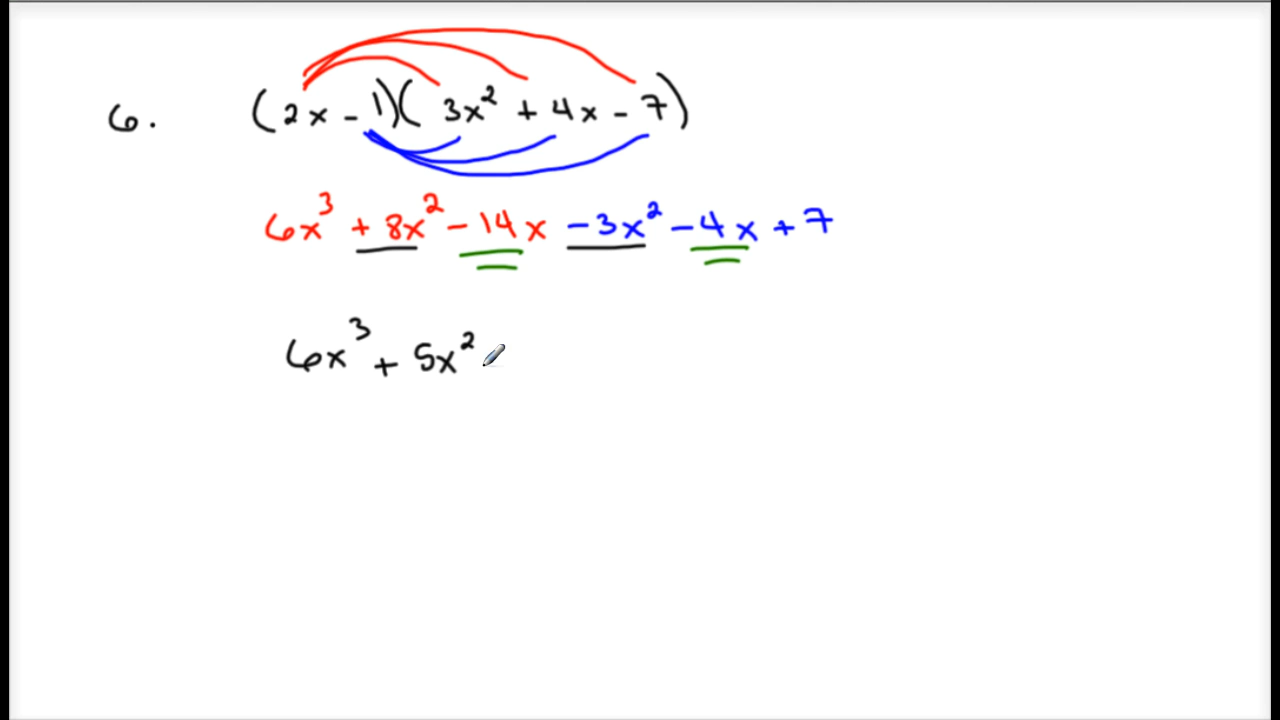 6. (2x - 1)(3x² + 4x - 7)
6x³ + 8x² - 14x - 3x² - 4x + 7
6x³ + 5x²